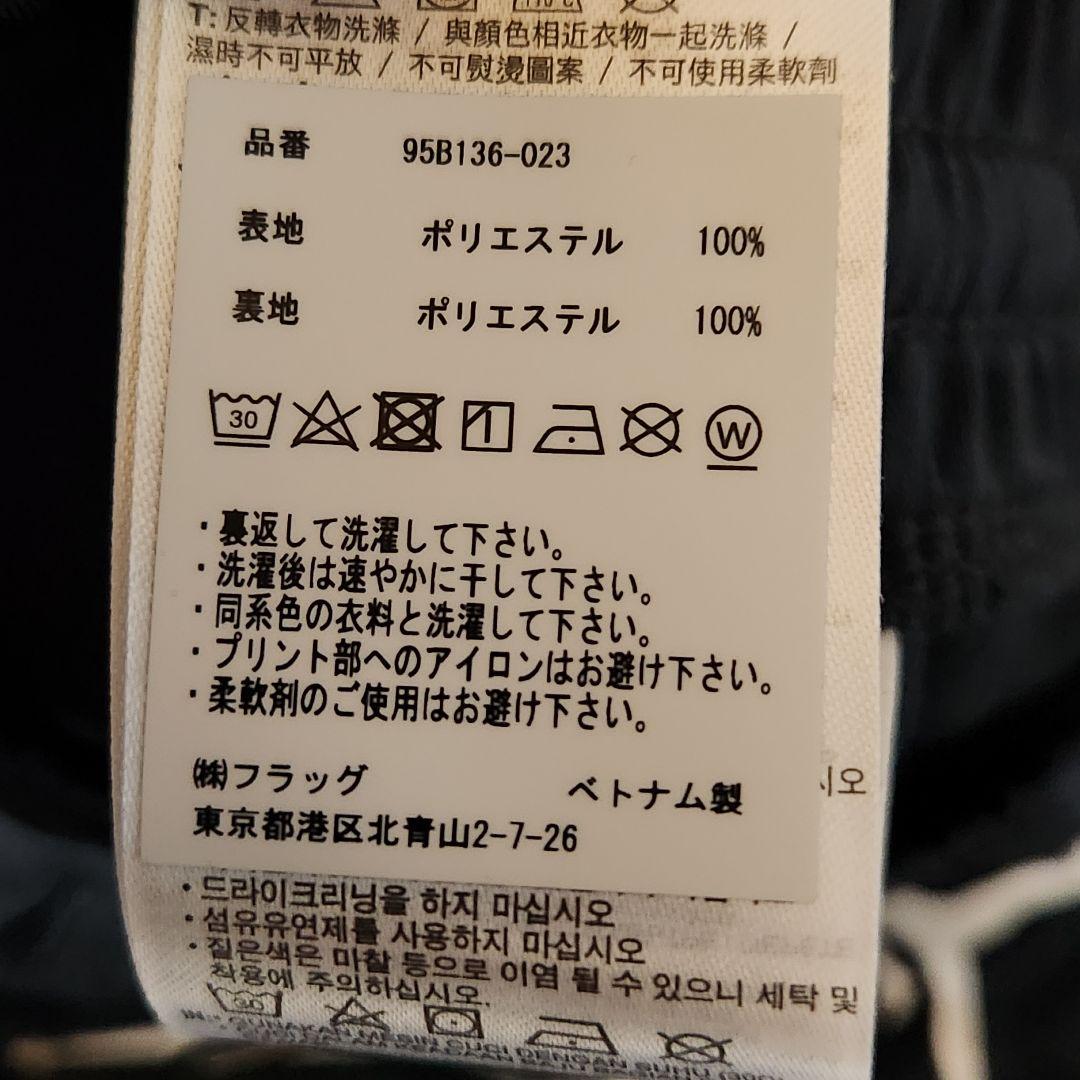 T: 反轉衣物洗滌 / 與顏色相近衣物一起洗滌 /
濕時不可平放 / 不可熨燙圖案 / 不可使用柔軟劑
品番 95B136-023
表地 ポリエステル 100%
裏地 ポリエステル 100%
30
W
・裏返して洗濯して下さい。
・洗濯後は速やかに干して下さい。
・同系色の衣料と洗濯して下さい。
・プリント部へのアイロンはお避け下さい。
・柔軟剤のご使用はお避け下さい。
㈱フラッグ ベトナム製
東京都港区北青山2-7-26
시오
・드라이크리닝을 하지 마십시오
・섬유유연제를 사용하지 마십시오
・짙은색은 마찰 등으로 이염 될 수 있으니 세탁 및
착용에 주의하십시오.
30